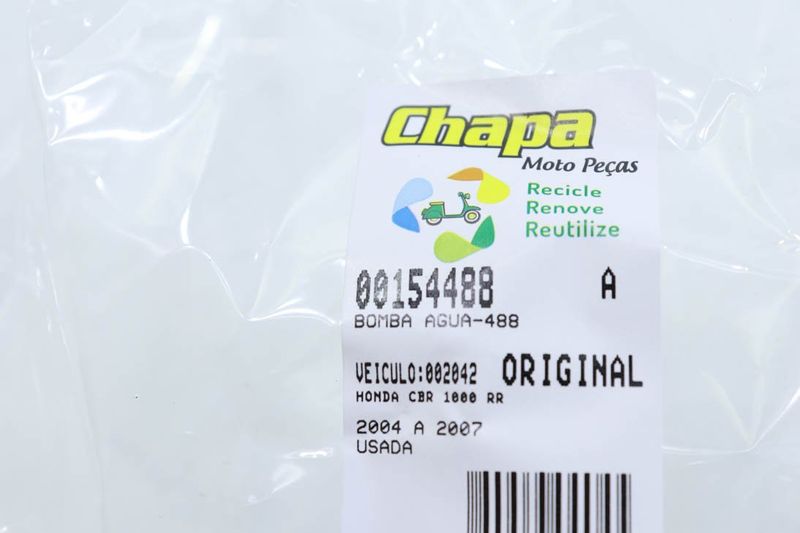 Chapa
Moto Peças
Recicle
Renove
Reutilize
00154488 A
BOMBA AGUA-488
VEICULO:002042 ORIGINAL
HONDA CBR 1000 RR
2004 A 2007
USADA